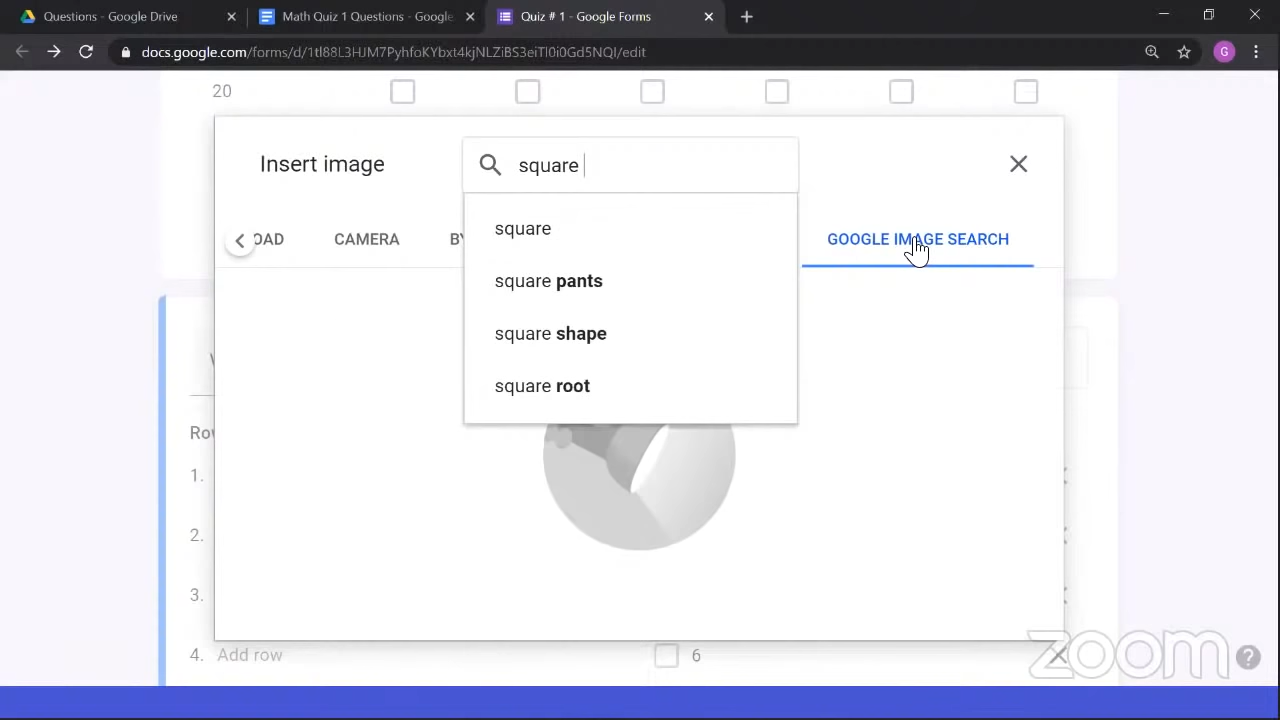 Questions - Google Drive
Math Quiz 1 Questions - Google
Quiz # 1 - Google Forms
docs.google.com/forms/d/1tl88L3HJM7PyhfoKYbxt4kjNLZiBS3eiTl0i0Gd5NQI/edit
G
20
Insert image
square
OAD
CAMERA
BY
GOOGLE IMAGE SEARCH
square
square pants
square shape
square root
Row
1.
2.
3.
4. Add row
6
zoom
?